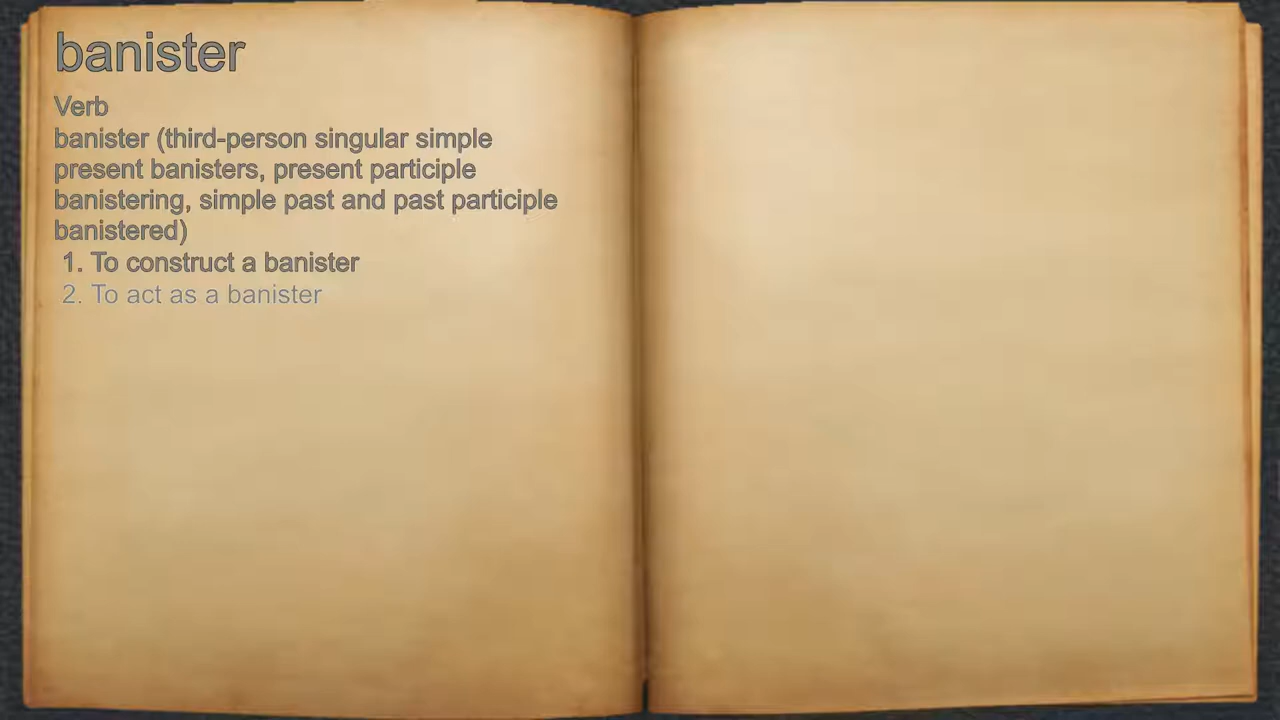 banister
Verb
banister (third-person singular simple
present banisters, present participle
banistering, simple past and past participle
banistered)
1. To construct a banister
2. To act as a banister